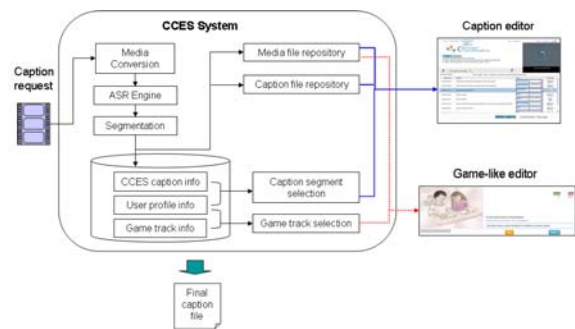 CCES System
Caption
request
Media
Conversion
ASR Engine
Segmentation
Media file repository
Caption file repository
CCES caption info
User profile info
Game track info
Caption segment
selection
Game track selection
Final
caption
file
Caption editor
Game-like editor